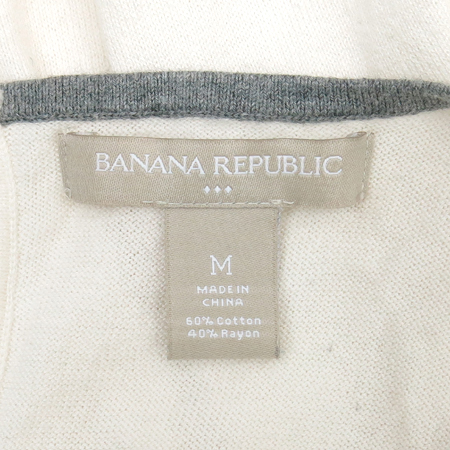 BANANA REPUBLIC
M
MADE IN
CHINA
60% Cotton
40% Rayon